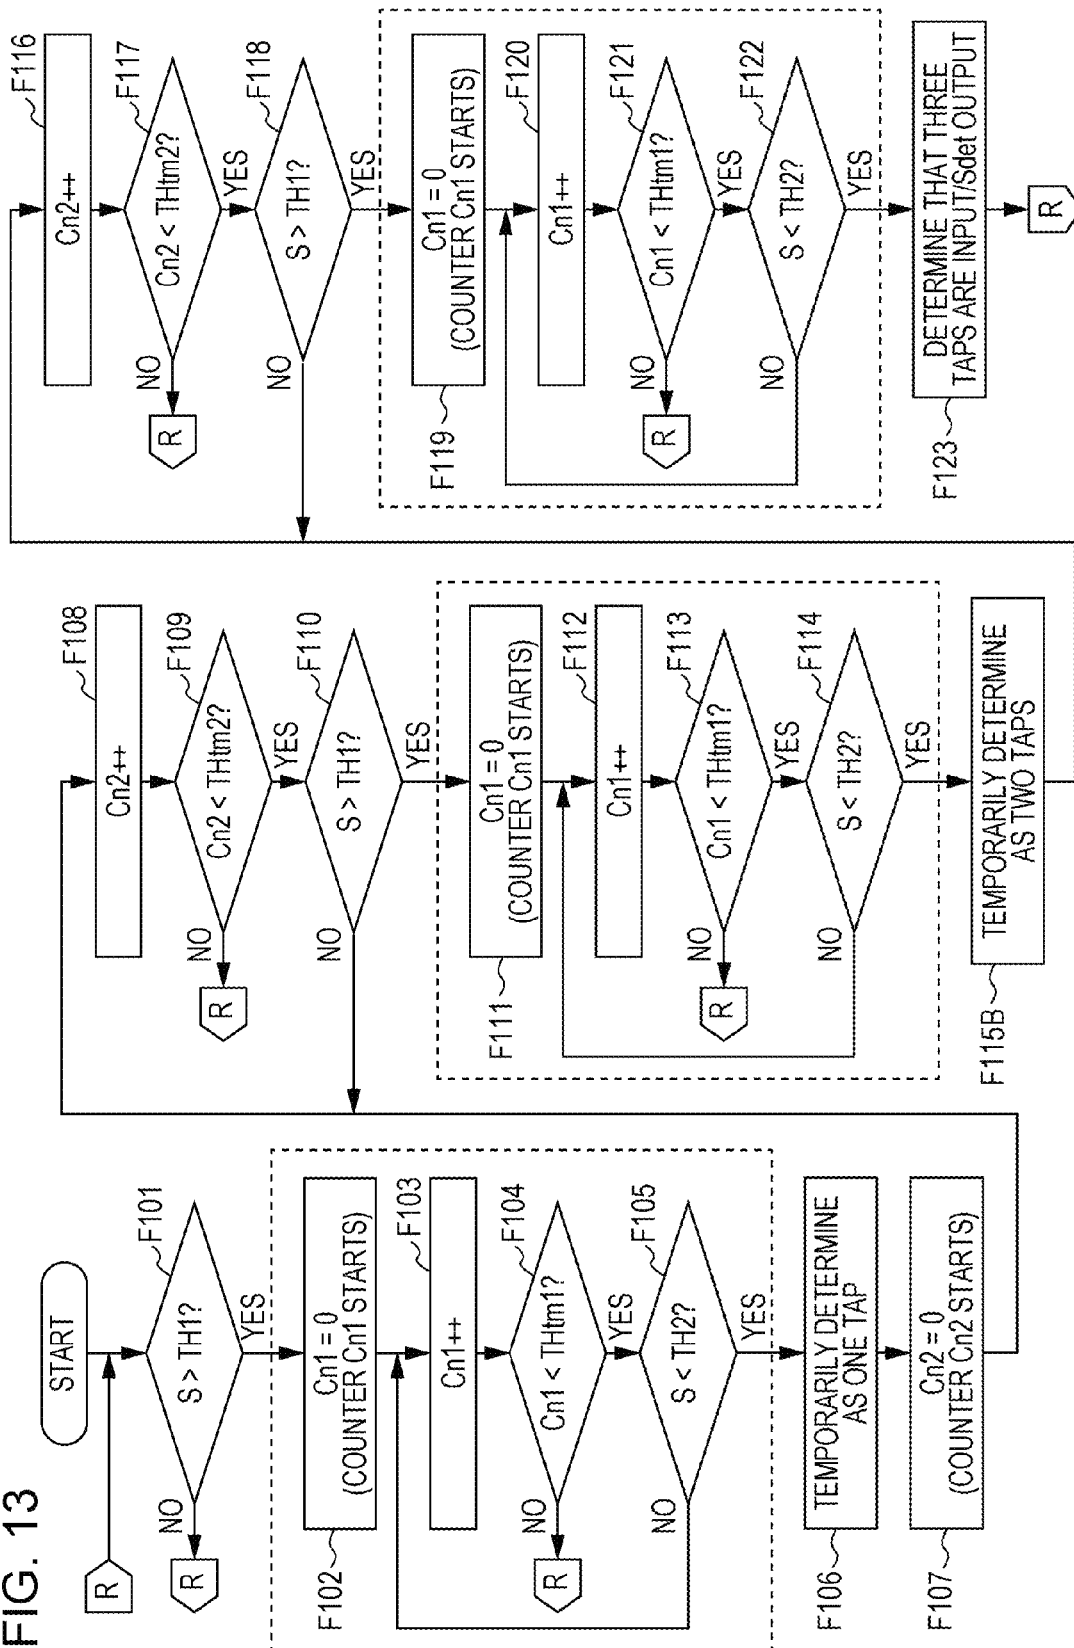 FIG. 13
START
R
F101
S > TH1?
NO
R
YES
Cn1 = 0
(COUNTER Cn1 STARTS)
F102
F103
Cn1++
F104
Cn1 < THtm1?
NO
R
YES
F105
S < TH2?
NO
YES
TEMPORARILY DETERMINE
AS ONE TAP
F106
Cn2 = 0
(COUNTER Cn2 STARTS)
F107
F108
Cn2++
F109
Cn2 < THtm2?
NO
R
YES
F110
S > TH1?
NO
YES
Cn1 = 0
(COUNTER Cn1 STARTS)
F111
F112
Cn1++
F113
Cn1 < THtm1?
NO
R
YES
F114
S < TH2?
NO
YES
TEMPORARILY DETERMINE
AS TWO TAPS
F115B
F116
Cn2++
F117
Cn2 < THtm2?
NO
R
YES
F118
S > TH1?
NO
YES
Cn1 = 0
(COUNTER Cn1 STARTS)
F119
F120
Cn1++
F121
Cn1 < THtm1?
NO
R
YES
F122
S < TH2?
NO
YES
DETERMINE THAT THREE
TAPS ARE INPUT/Sdet OUTPUT
F123
R